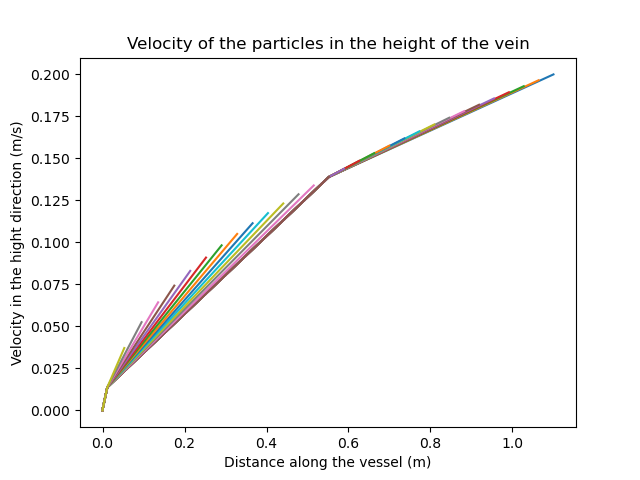 Velocity of the particles in the height of the vein
Velocity in the hight direction (m/s)
0.200
0.175
0.150
0.125
0.100
0.075
0.050
0.025
0.000
0.0 0.2 0.4 0.6 0.8 1.0
Distance along the vessel (m)